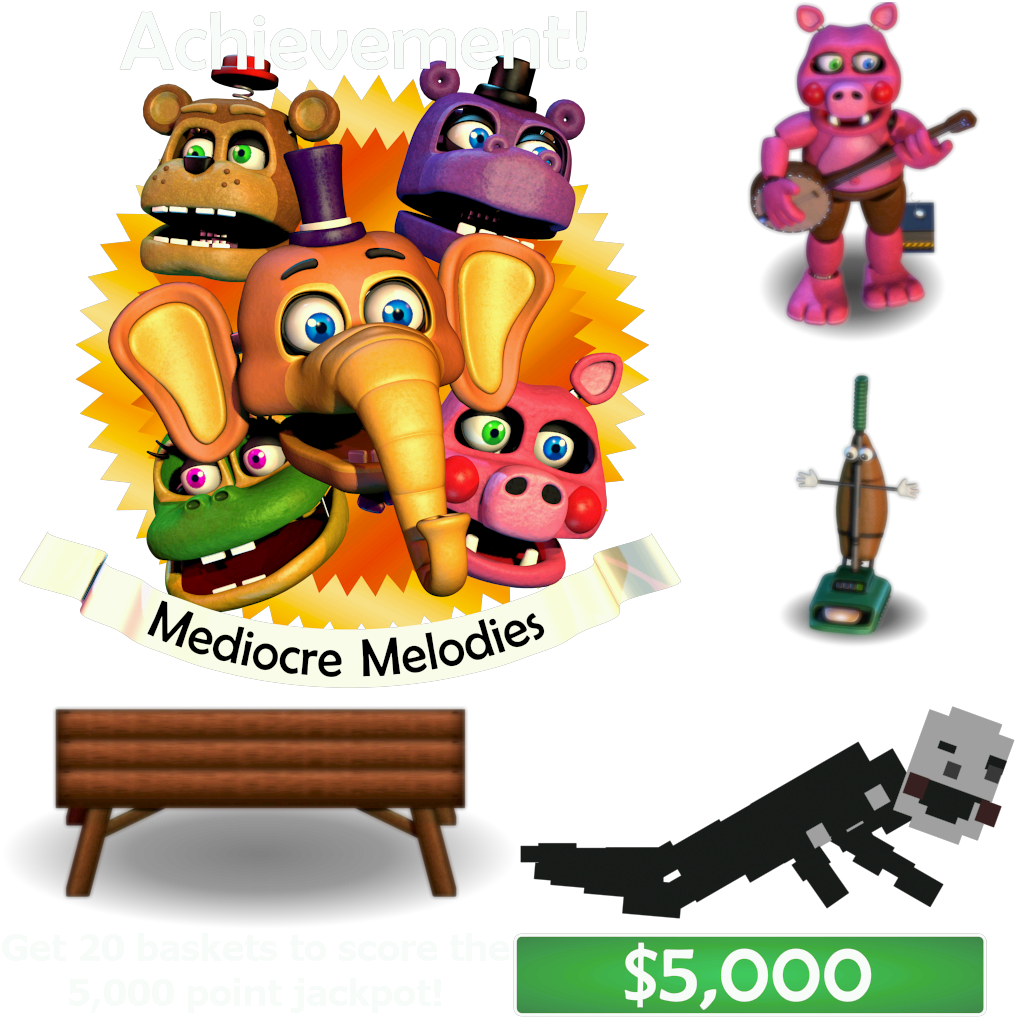 Achievement!
Mediocre Melodies
Get 20 baskets to score the
5,000 point jackpot!
$5,000